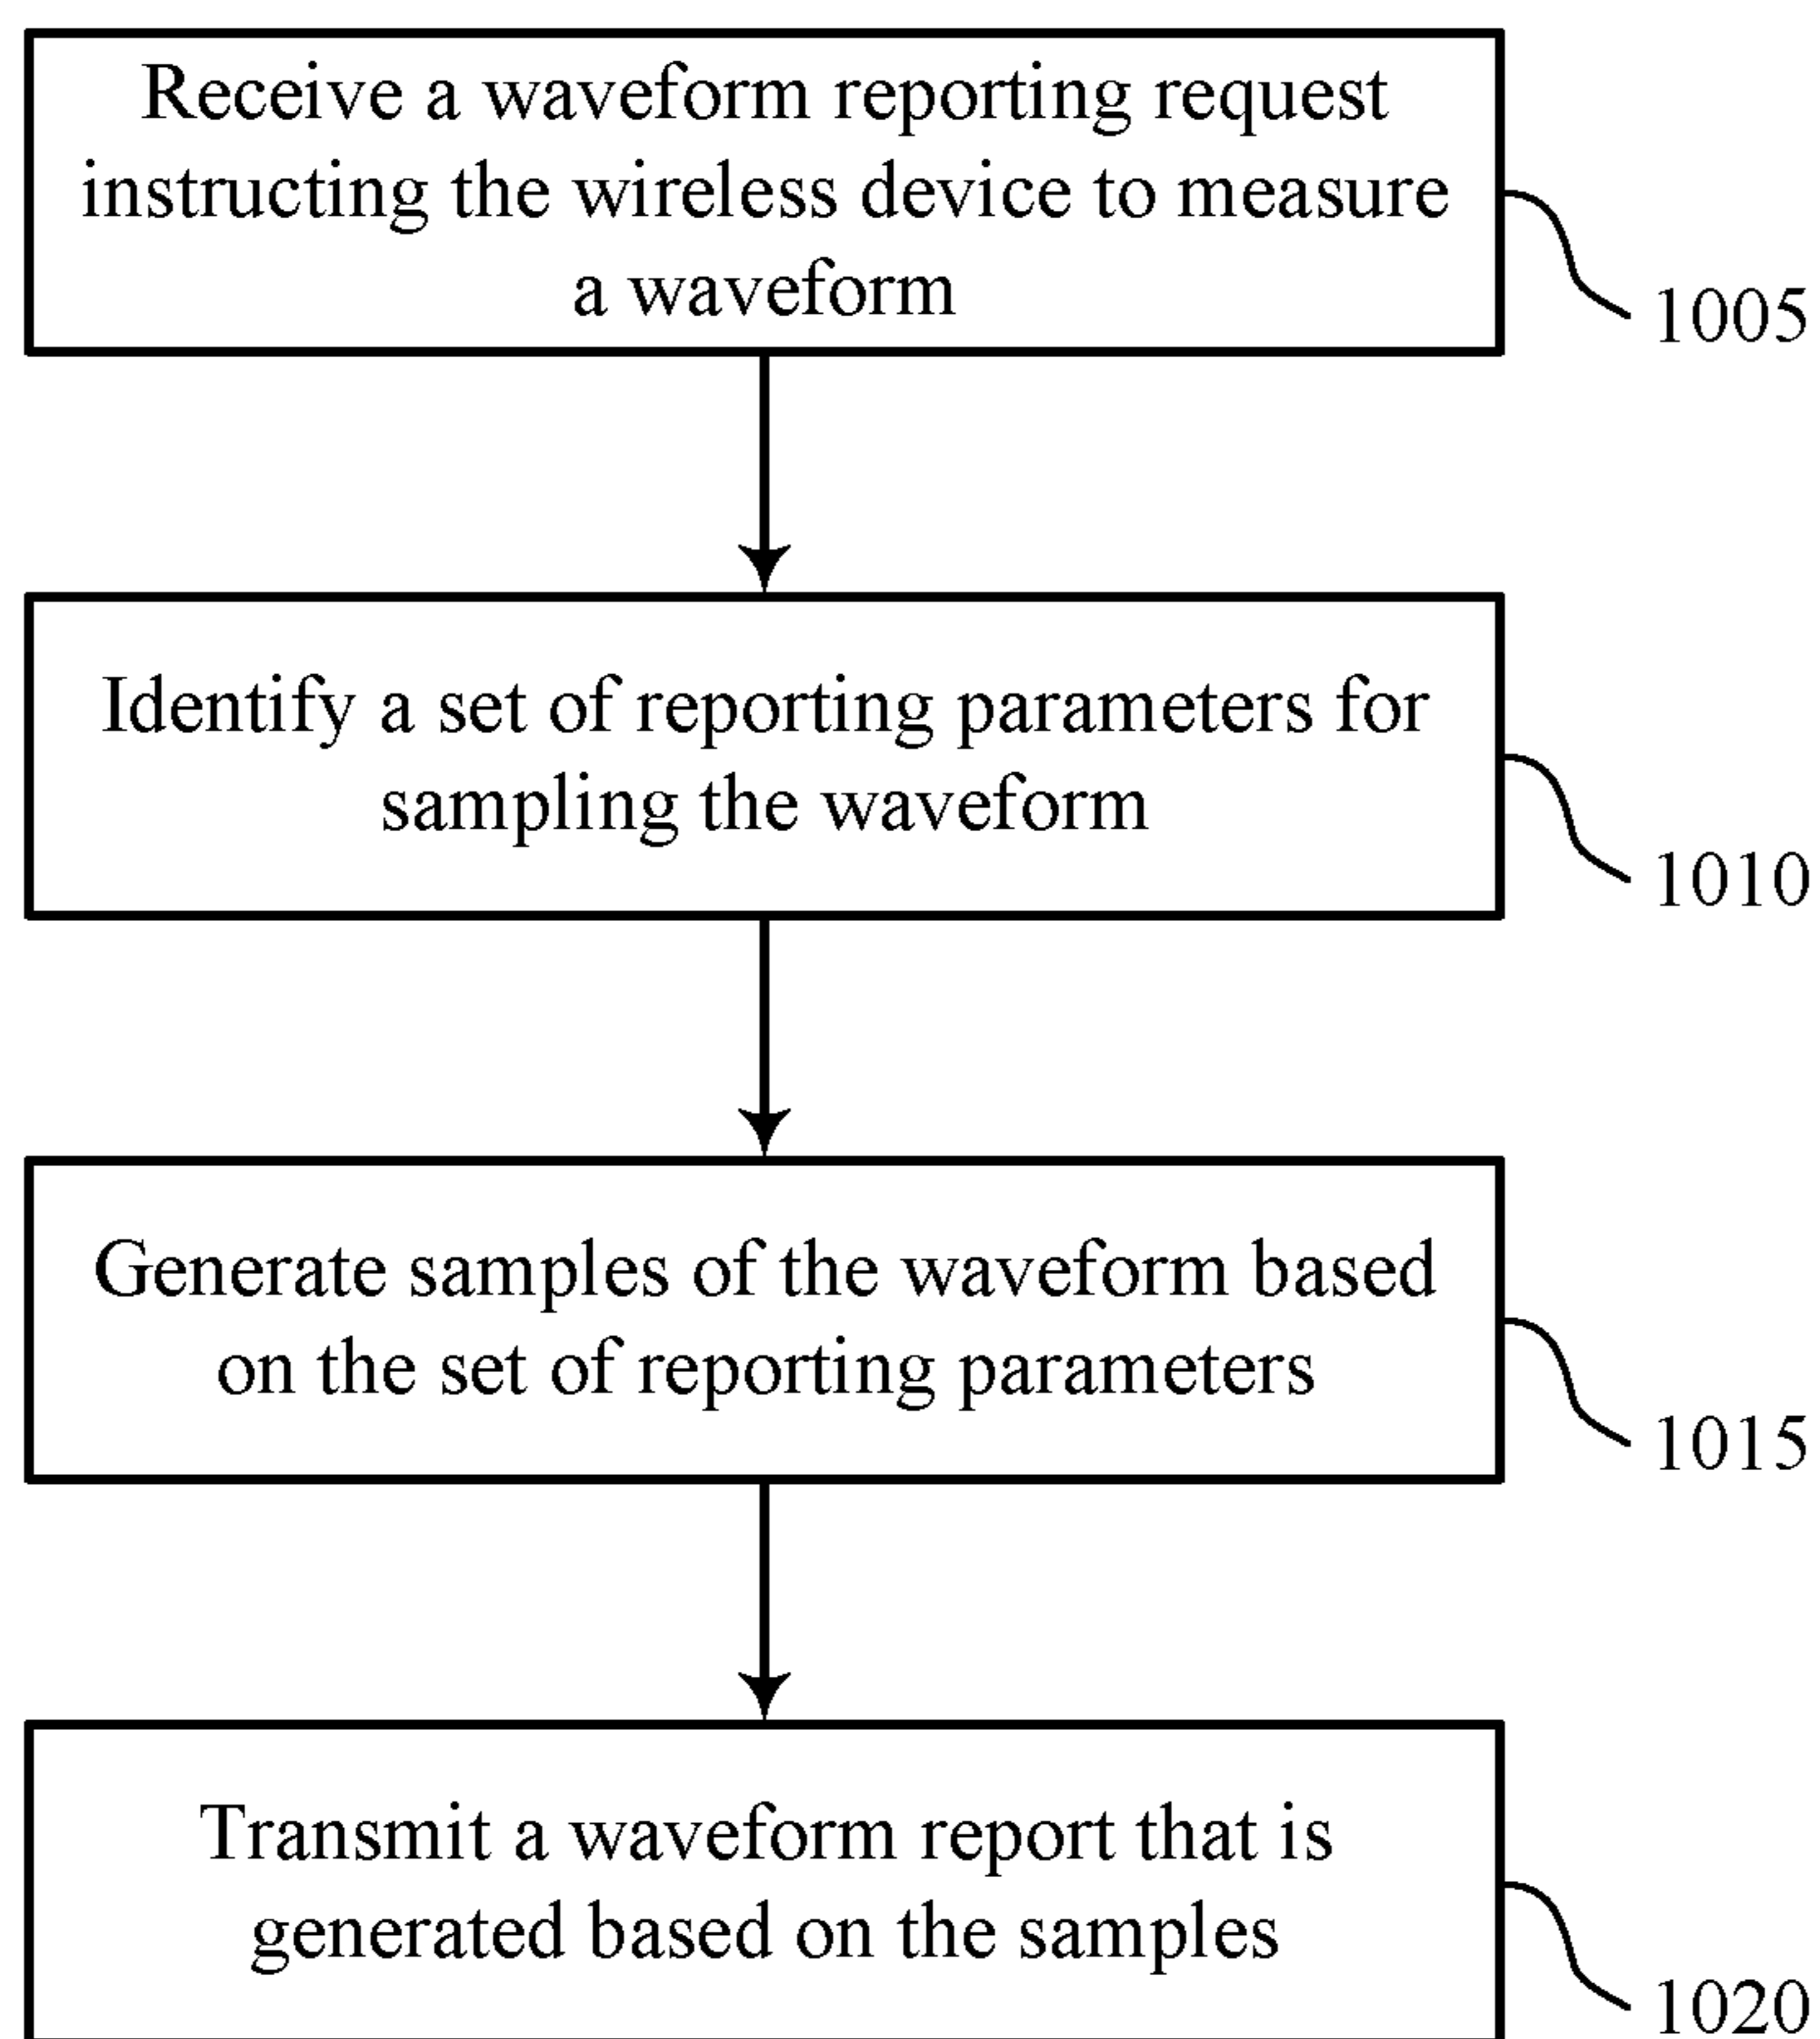 Receive a waveform reporting request
instructing the wireless device to measure
a waveform
1005
Identify a set of reporting parameters for
sampling the waveform
1010
Generate samples of the waveform based
on the set of reporting parameters
1015
Transmit a waveform report that is
generated based on the samples
1020